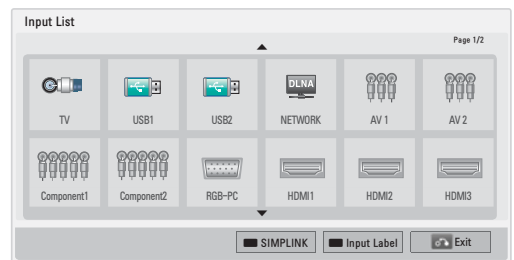 Input List
Page 1/2
DLNA
TV USB1 USB2 NETWORK AV 1 AV 2
Component1 Component2 RGB-PC HDMI1 HDMI2 HDMI3
SIMPLINK Input Label Exit